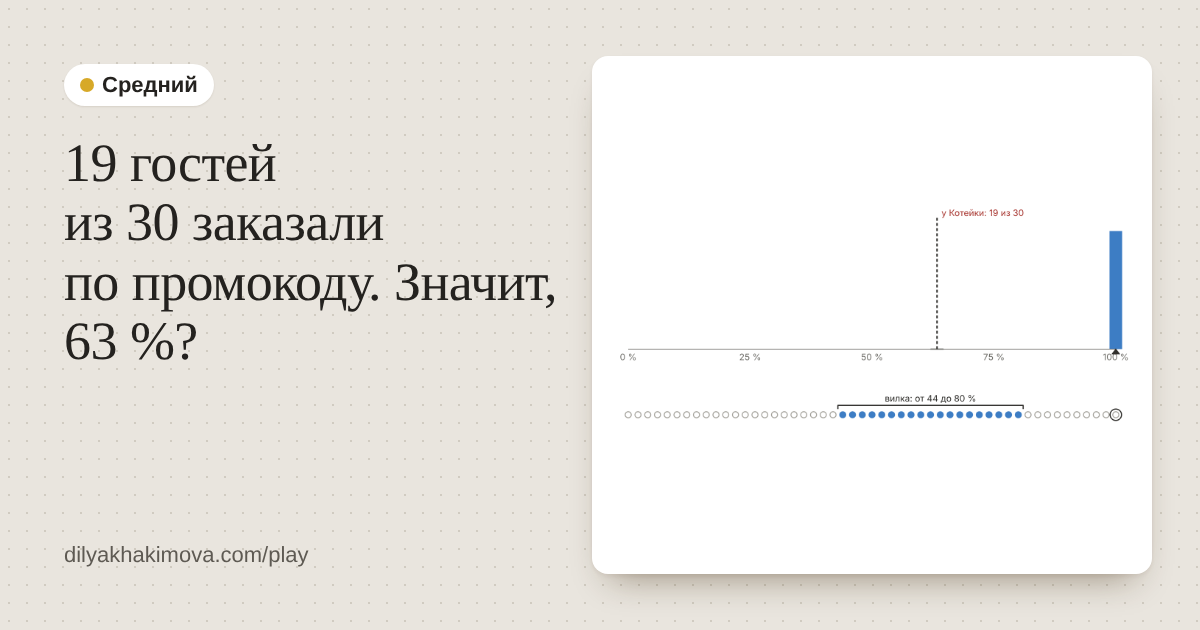 Средний
19 гостей
из 30 заказали
по промокоду. Значит,
63 %?
dilyakhakimova.com/play
у Котейки: 19 из 30
0 % 25 % 50 % 75 % 100 %
вилка: от 44 до 80 %